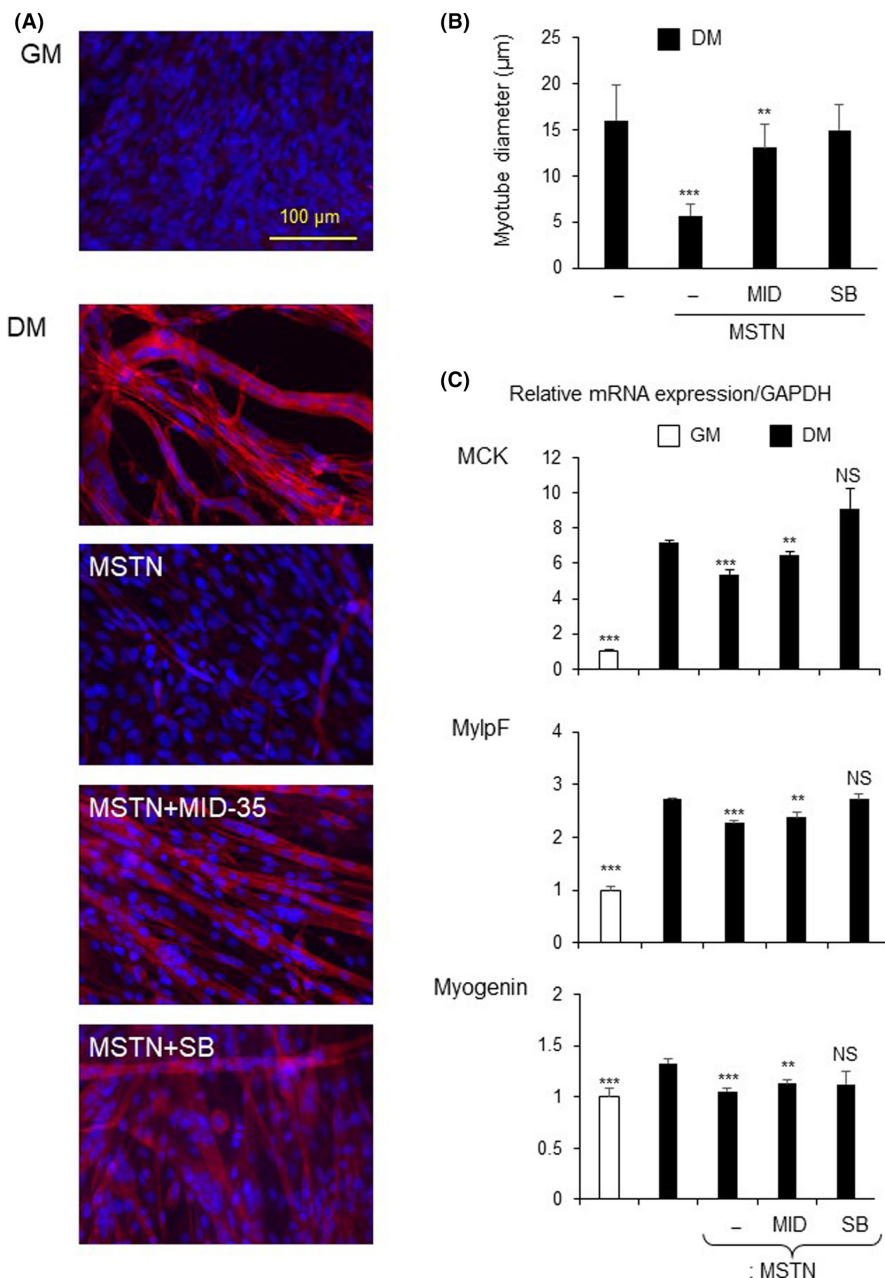 (A)
GM
100 µm
DM
MSTN
MSTN+MID-35
MSTN+SB
(B)
DM
Myotube diameter (µm)
25
20
15
10
5
0
***
**
– – MID SB
MSTN
(C)
Relative mRNA expression/GAPDH
GM DM
MCK
12
10
8
6
4
2
0
***
***
**
NS
MylpF
4
3
2
1
0
***
***
**
NS
Myogenin
2
1.5
1
0.5
0
***
***
**
NS
– MID SB
: MSTN